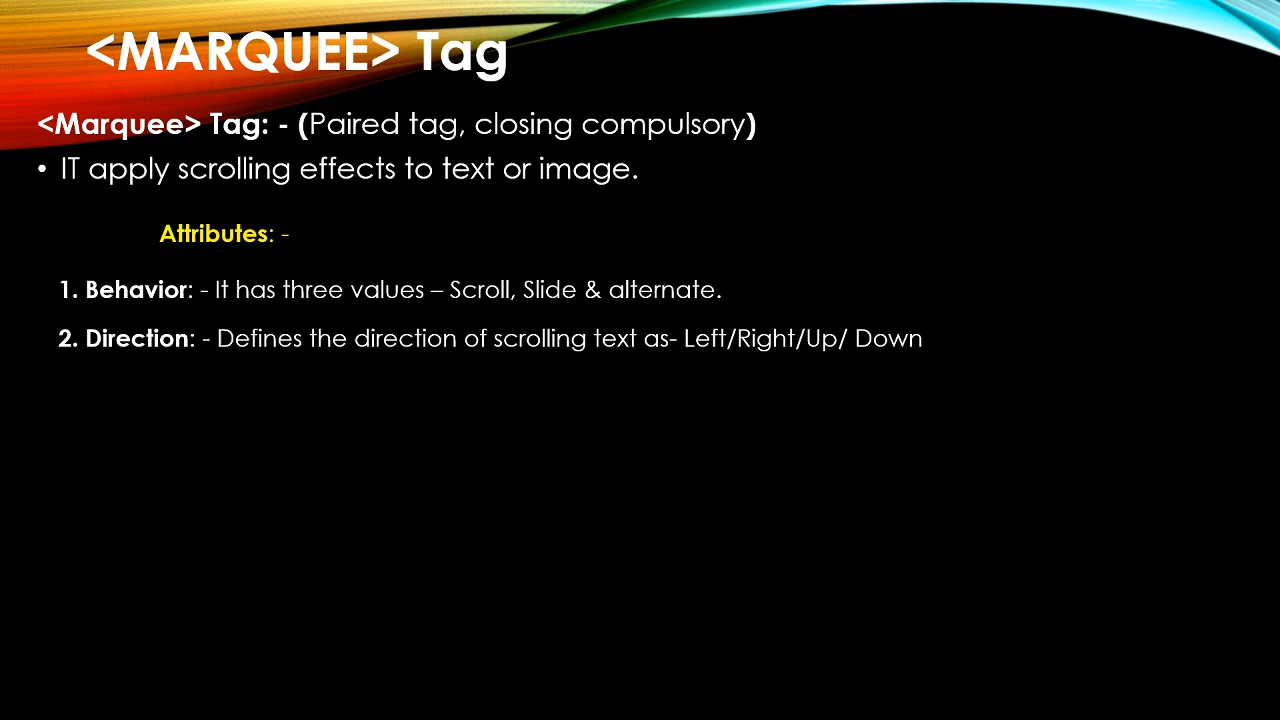 <MARQUEE> Tag
<Marquee> Tag: - (Paired tag, closing compulsory)
• IT apply scrolling effects to text or image.
Attributes: -
1. Behavior: - It has three values – Scroll, Slide & alternate.
2. Direction: - Defines the direction of scrolling text as- Left/Right/Up/ Down